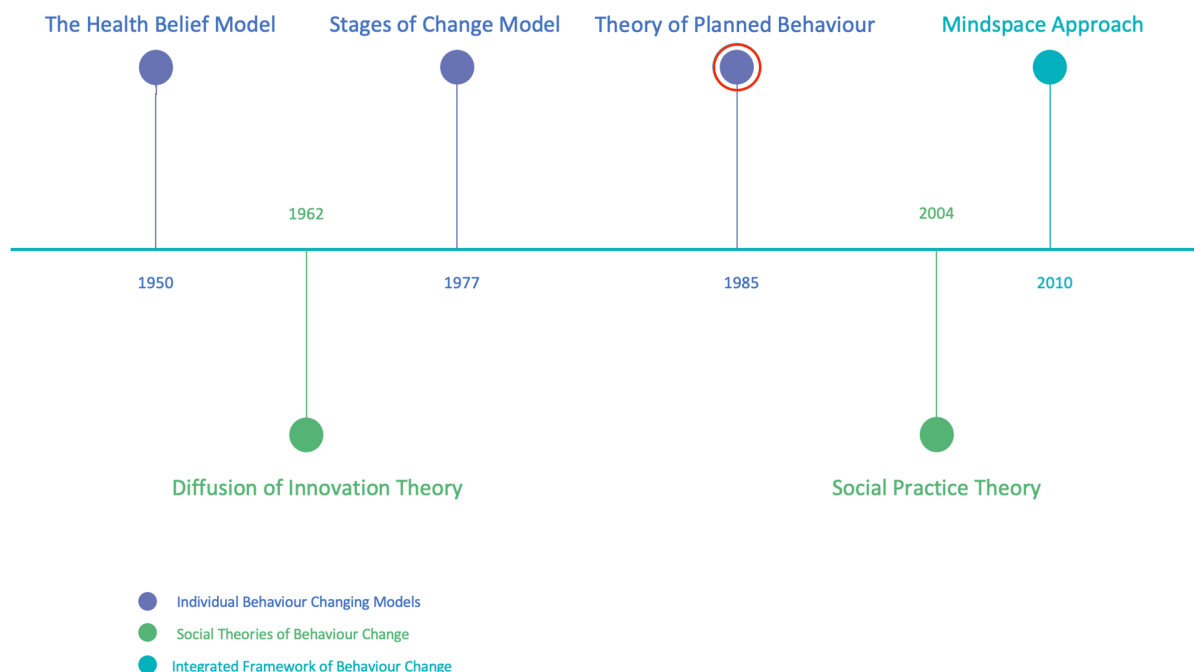 The Health Belief Model
Stages of Change Model
Theory of Planned Behaviour
Mindspace Approach
1962
2004
1950
1977
1985
2010
Diffusion of Innovation Theory
Social Practice Theory
Individual Behaviour Changing Models
Social Theories of Behaviour Change
Integrated Framework of Behaviour Change